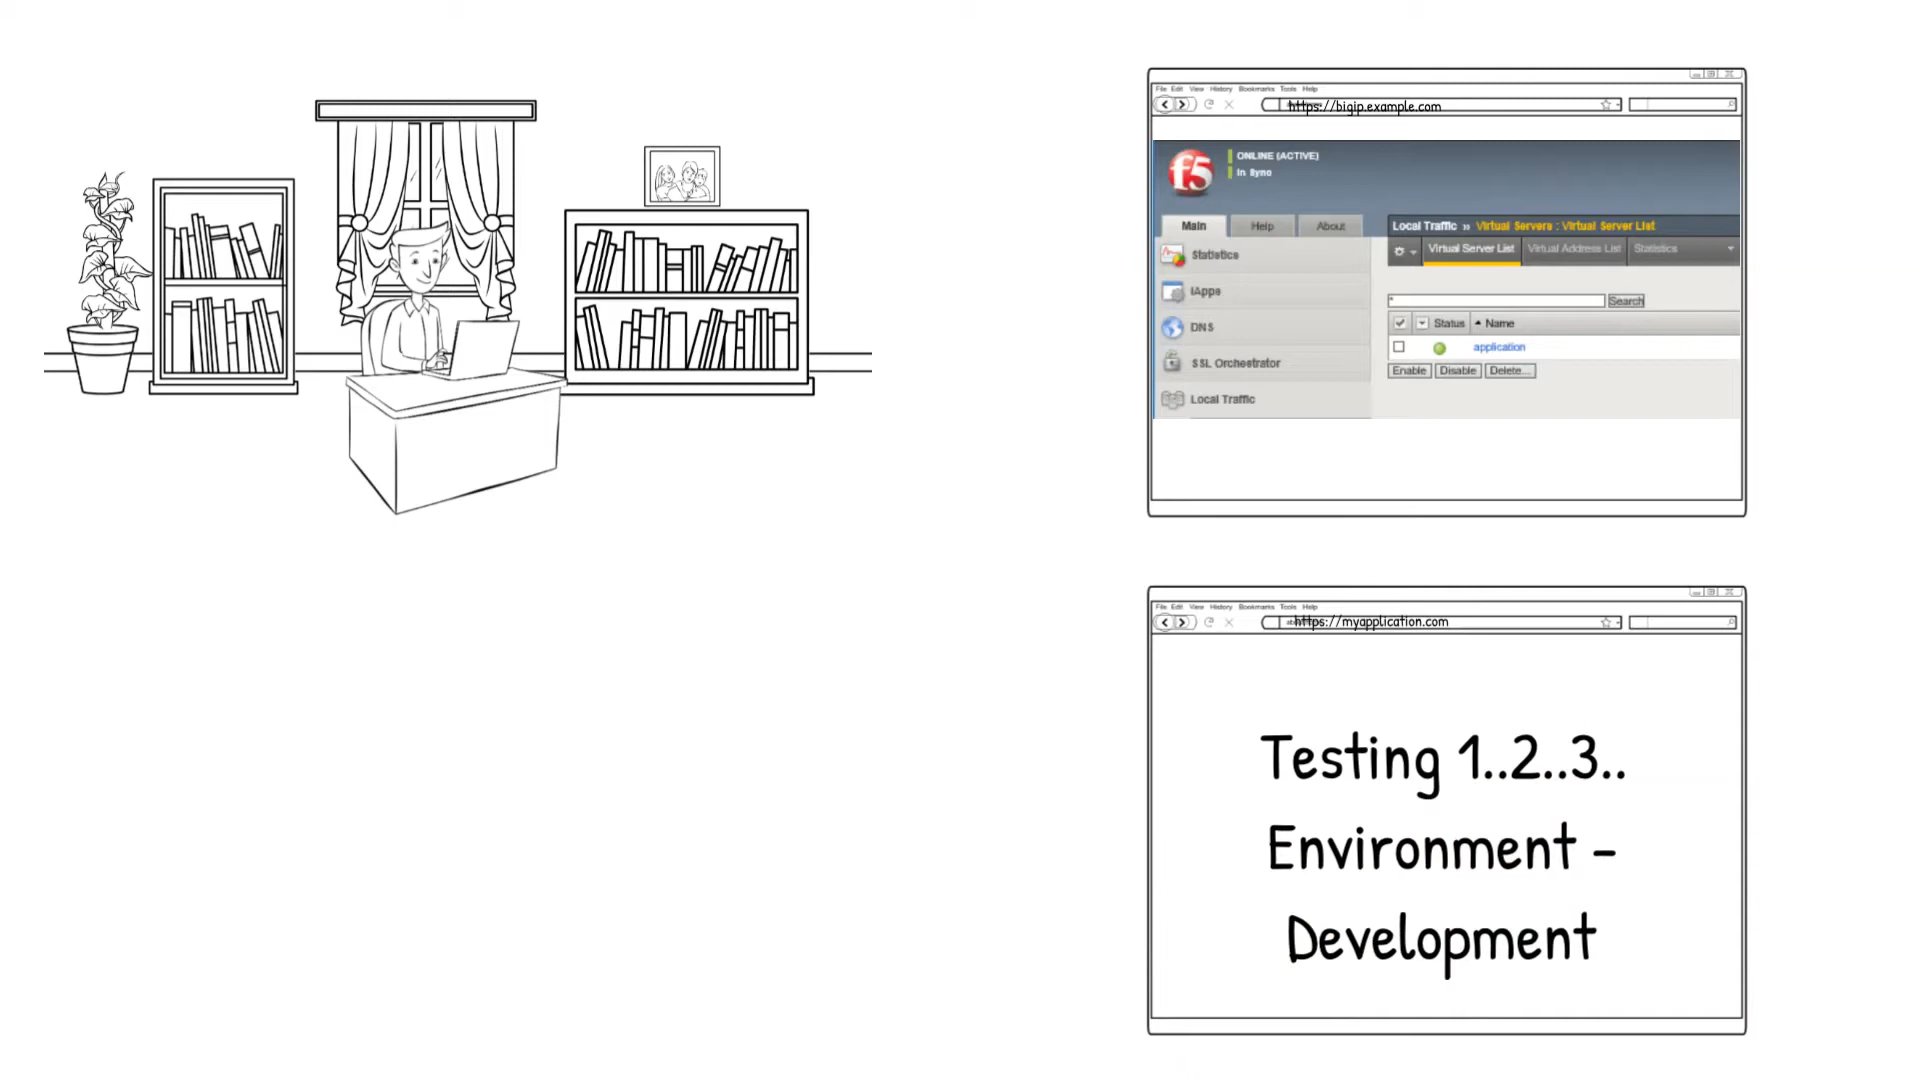 File Edit View History Bookmarks Tools Help
https://bigip.example.com
f5
ONLINE (ACTIVE)
In Sync
Main Help About
Statistics
iApps
DNS
SSL Orchestrator
Local Traffic
Local Traffic ›› Virtual Servers : Virtual Server List
Virtual Server List Virtual Address List Statistics
* Search
Status Name
application
Enable Disable Delete...
File Edit View History Bookmarks Tools Help
https://myapplication.com
Testing 1..2..3..
Environment -
Development